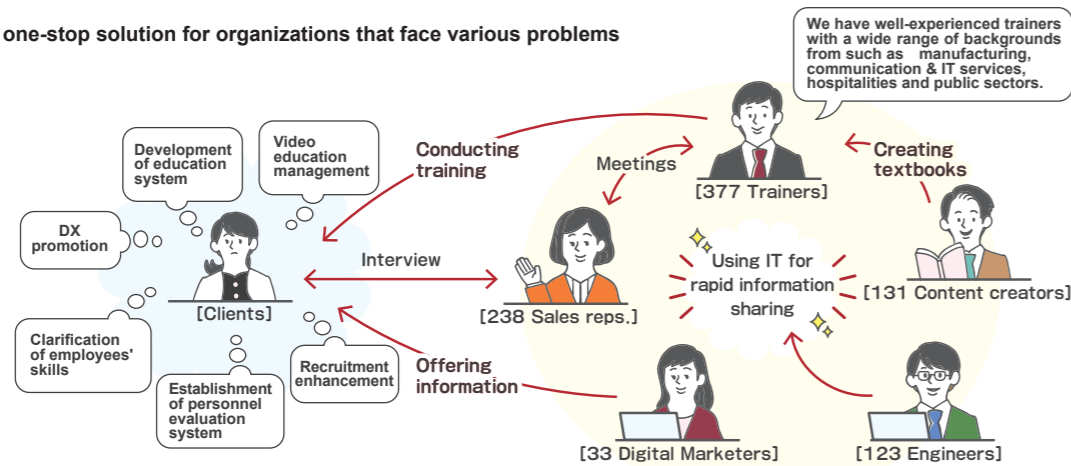 one-stop solution for organizations that face various problems
We have well-experienced trainers
with a wide range of backgrounds
from such as manufacturing,
communication & IT services,
hospitalities and public sectors.
Development
of education
system
Video
education
management
DX
promotion
Clarification
of employees'
skills
Establishment
of personnel
evaluation
system
Recruitment
enhancement
[Clients]
Conducting
training
Interview
Offering
information
Meetings
[377 Trainers]
Creating
textbooks
[238 Sales reps.]
Using IT for
rapid information
sharing
[131 Content creators]
[33 Digital Marketers]
[123 Engineers]